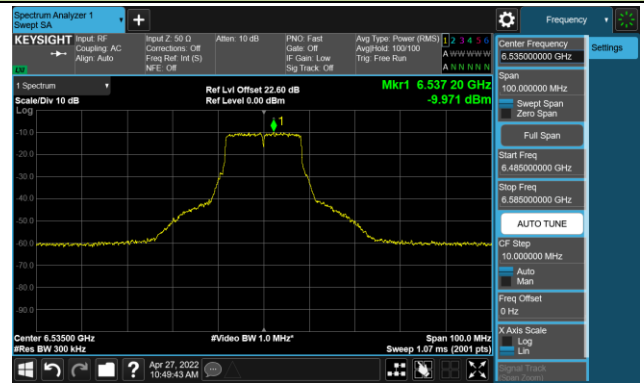 Spectrum Analyzer 1
Swept SA
Frequency
KEYSIGHT
Input: RF
Coupling: AC
Align: Auto
Input Z: 50 Ω
Corrections: Off
Freq Ref: Int (S)
NFE: Off
Atten: 10 dB
PNO: Fast
Gate: Off
IF Gain: Low
Sig Track: Off
Avg Type: Power (RMS)
Avg|Hold: 100/100
Trig: Free Run
1 2 3 4 5 6
A W W W W W
A N N N N N
LW
1 Spectrum
Scale/Div 10 dB
Ref Lvl Offset 22.60 dB
Ref Level 0.00 dBm
Mkr1 6.537 20 GHz
-9.971 dBm
Log
1
-10.0
-20.0
-30.0
-40.0
-50.0
-60.0
-70.0
-80.0
-90.0
Center 6.53500 GHz
#Res BW 300 kHz
#Video BW 1.0 MHz*
Span 100.0 MHz
Sweep 1.07 ms (2001 pts)
?
Apr 27, 2022
10:49:43 AM
Center Frequency
6.535000000 GHz
Settings
Span
100.000000 MHz
Swept Span
Zero Span
Full Span
Start Freq
6.485000000 GHz
Stop Freq
6.585000000 GHz
AUTO TUNE
CF Step
10.000000 MHz
Auto
Man
Freq Offset
0 Hz
X Axis Scale
Log
Lin
Signal Track
(Span Zoom)